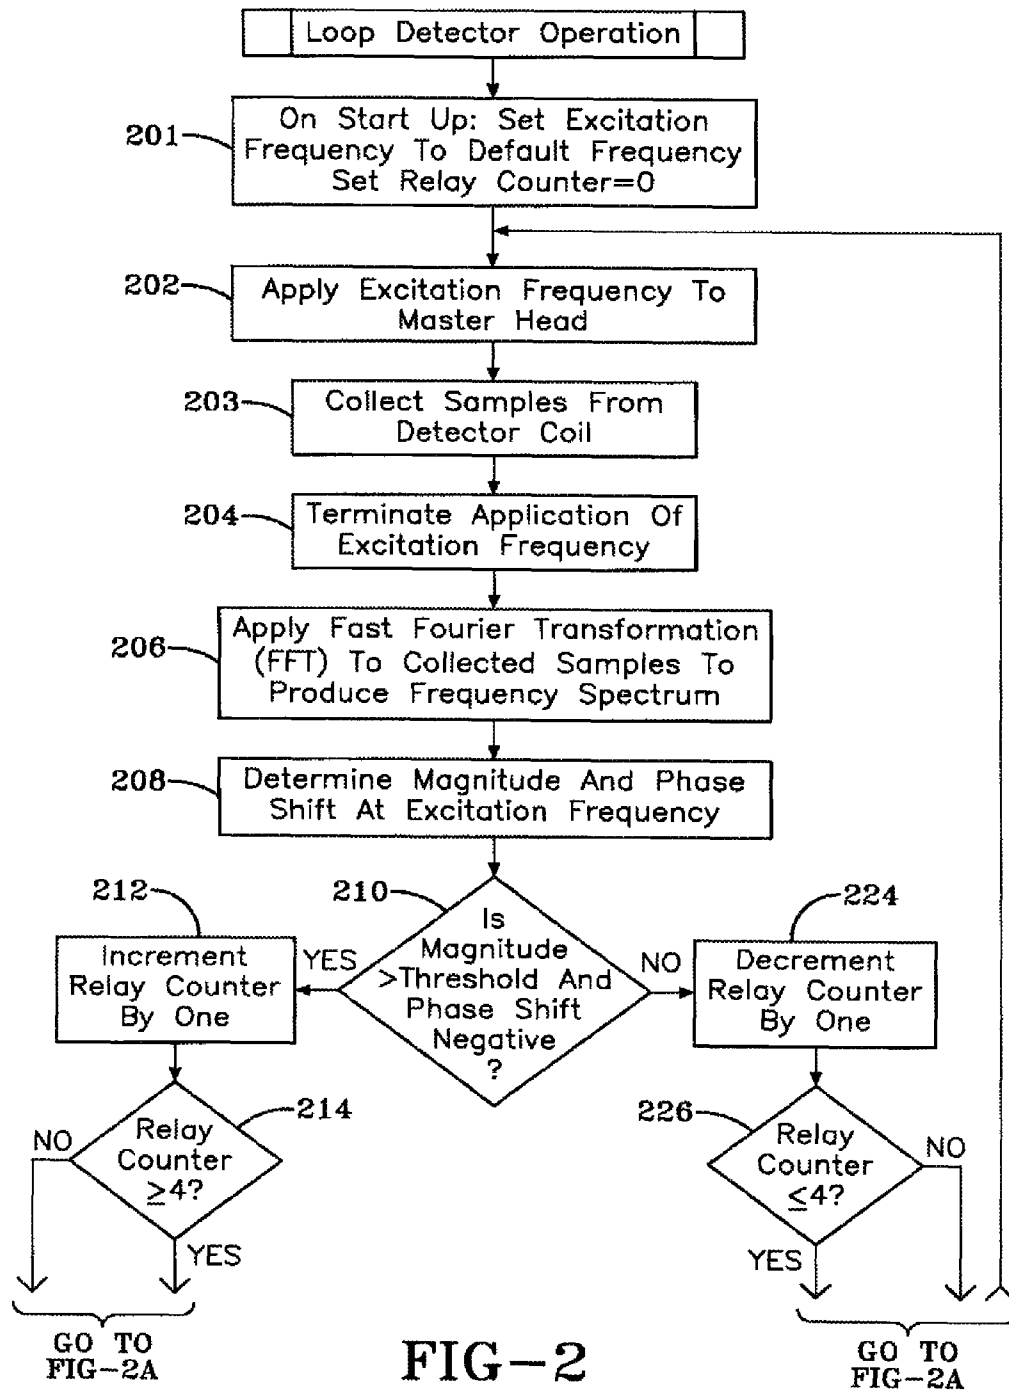 Loop Detector Operation
201
On Start Up: Set Excitation
Frequency To Default Frequency
Set Relay Counter=0
202
Apply Excitation Frequency To
Master Head
203
Collect Samples From
Detector Coil
204
Terminate Application Of
Excitation Frequency
206
Apply Fast Fourier Transformation
(FFT) To Collected Samples To
Produce Frequency Spectrum
208
Determine Magnitude And Phase
Shift At Excitation Frequency
210
Is
Magnitude
>Threshold And
Phase Shift
Negative
?
YES
NO
212
Increment
Relay Counter
By One
224
Decrement
Relay Counter
By One
214
Relay
Counter
≥4?
NO
YES
226
Relay
Counter
≤4?
NO
YES
GO TO
FIG-2A
FIG-2
GO TO
FIG-2A